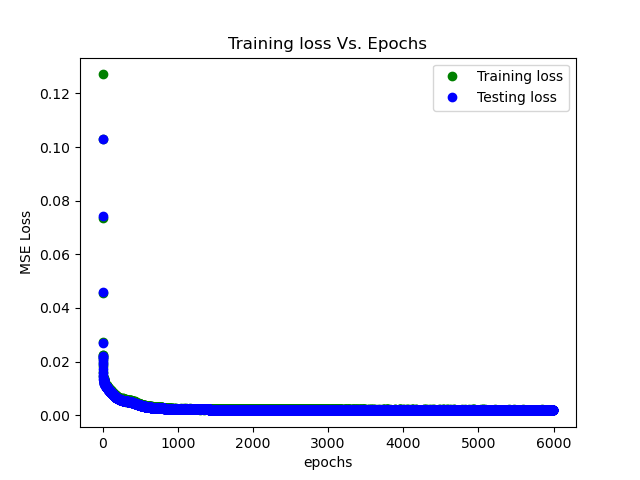 Training loss Vs. Epochs
Training loss
Testing loss
MSE Loss
0.12
0.10
0.08
0.06
0.04
0.02
0.00
0 1000 2000 3000 4000 5000 6000
epochs